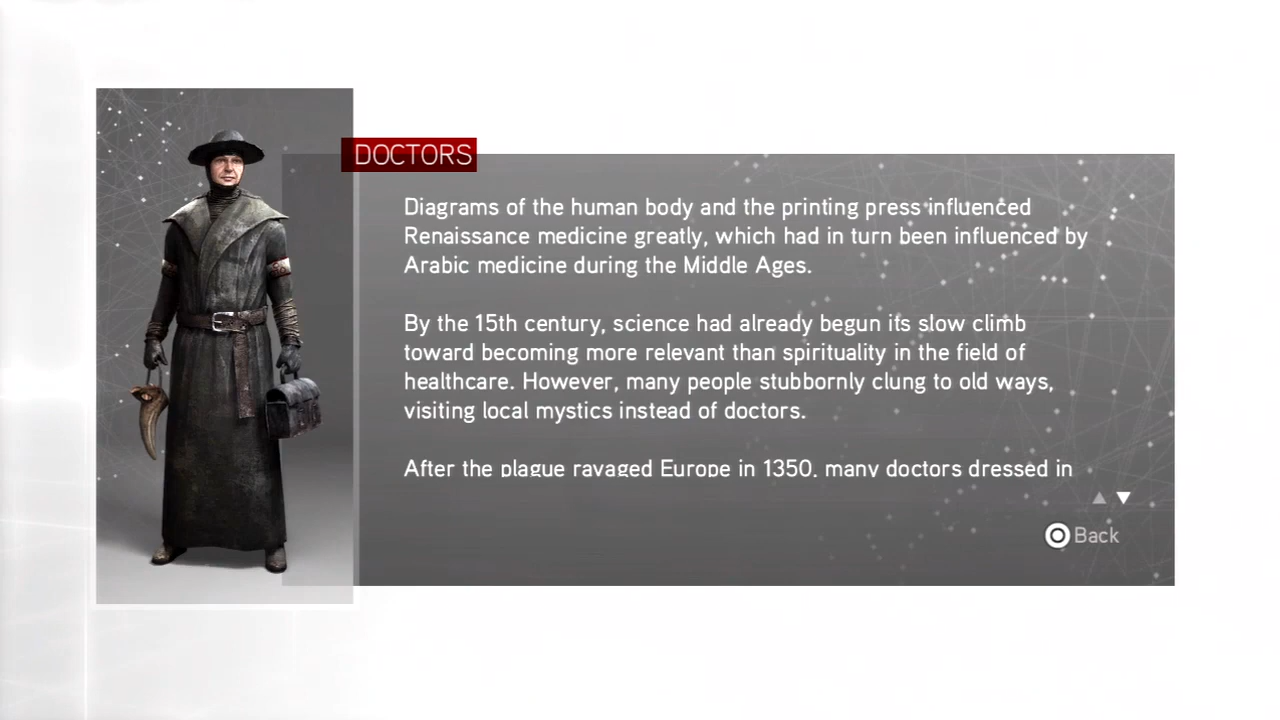 DOCTORS
Diagrams of the human body and the printing press influenced
Renaissance medicine greatly, which had in turn been influenced by
Arabic medicine during the Middle Ages.
By the 15th century, science had already begun its slow climb
toward becoming more relevant than spirituality in the field of
healthcare. However, many people stubbornly clung to old ways,
visiting local mystics instead of doctors.
After the plague ravaged Europe in 1350, many doctors dressed in
Back